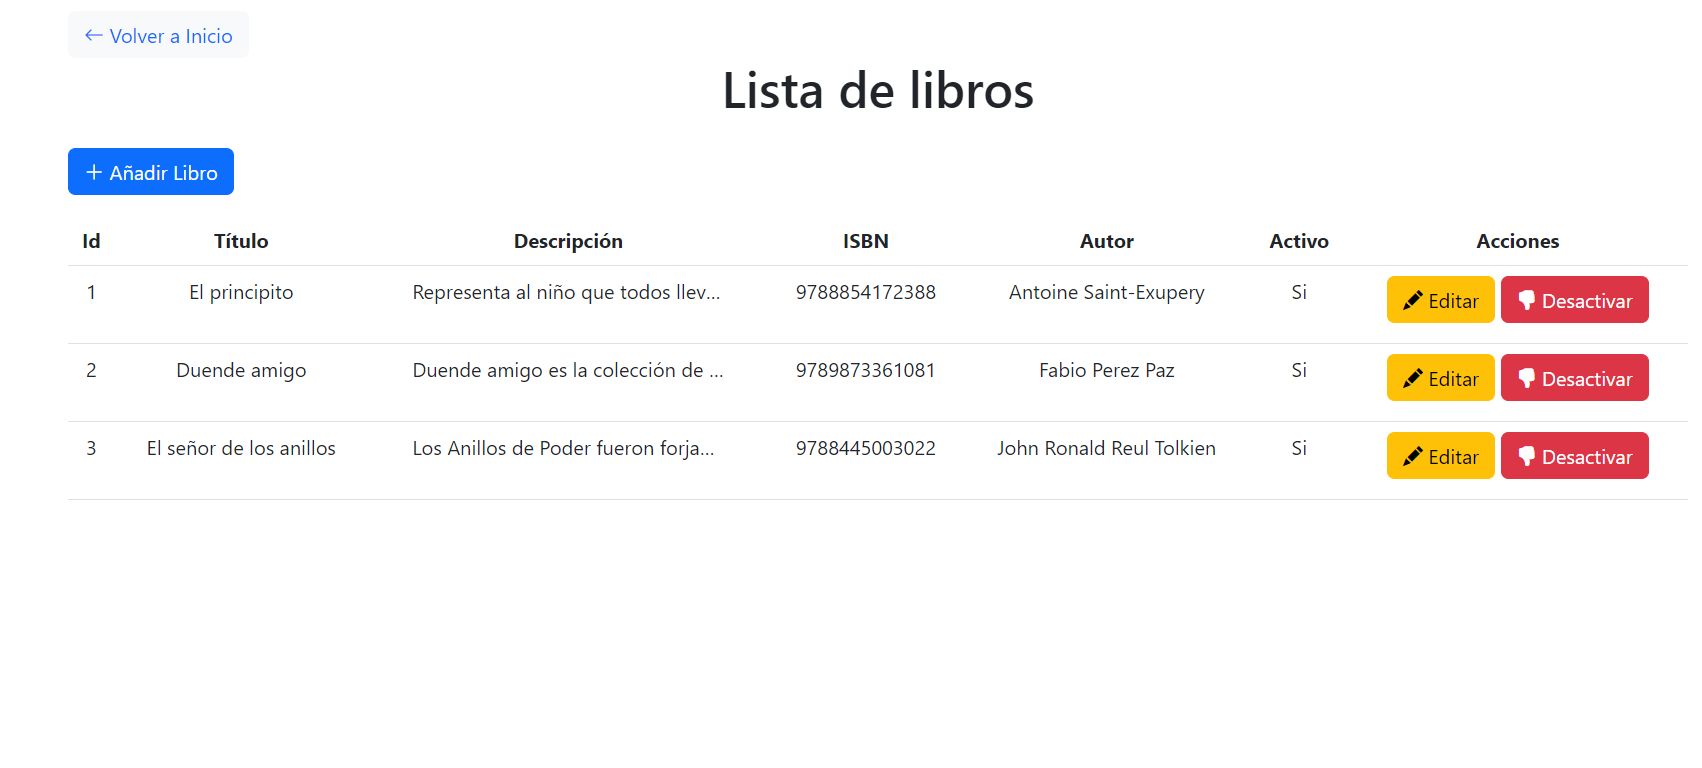 Volver a Inicio
Lista de libros
Añadir Libro
Id Título Descripción ISBN Autor Activo Acciones
1 El principito Representa al niño que todos llev... 9788854172388 Antoine Saint-Exupery Si Editar Desactivar
2 Duende amigo Duende amigo es la colección de ... 9789873361081 Fabio Perez Paz Si Editar Desactivar
3 El señor de los anillos Los Anillos de Poder fueron forja... 9788445003022 John Ronald Reul Tolkien Si Editar Desactivar